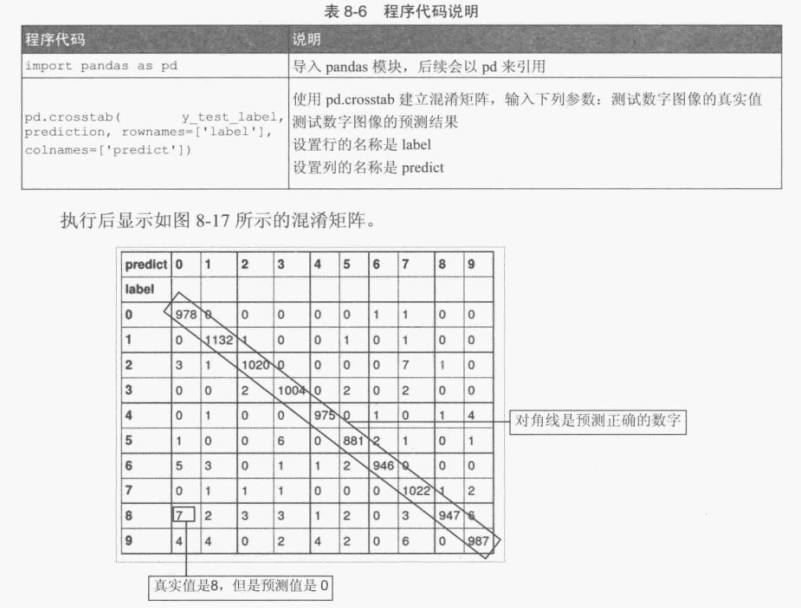 表 8-6 程序代码说明
程序代码 说明
import pandas as pd 导入 pandas 模块，后续会以 pd 来引用
pd.crosstab( y_test_label,
prediction, rownames=['label'],
colnames=['predict'])
使用 pd.crosstab 建立混淆矩阵，输入下列参数：测试数字图像的真实值
测试数字图像的预测结果
设置行的名称是 label
设置列的名称是 predict
执行后显示如图 8-17 所示的混淆矩阵。
predict 0 1 2 3 4 5 6 7 8 9
label
0 978 0 0 0 0 0 1 1 0 0
1 0 1132 1 0 0 1 0 1 0 0
2 3 1 1020 0 0 0 0 7 1 0
3 0 0 2 1004 0 2 0 2 0 0
4 0 1 0 0 975 0 1 0 1 4
5 1 0 0 6 0 881 2 1 0 1
6 5 3 0 1 1 2 946 0 0 0
7 0 1 1 1 0 0 0 1022 1 2
8 7 2 3 3 1 2 0 3 947 6
9 4 4 0 2 4 2 0 6 0 987
对角线是预测正确的数字
真实值是8，但是预测值是 0